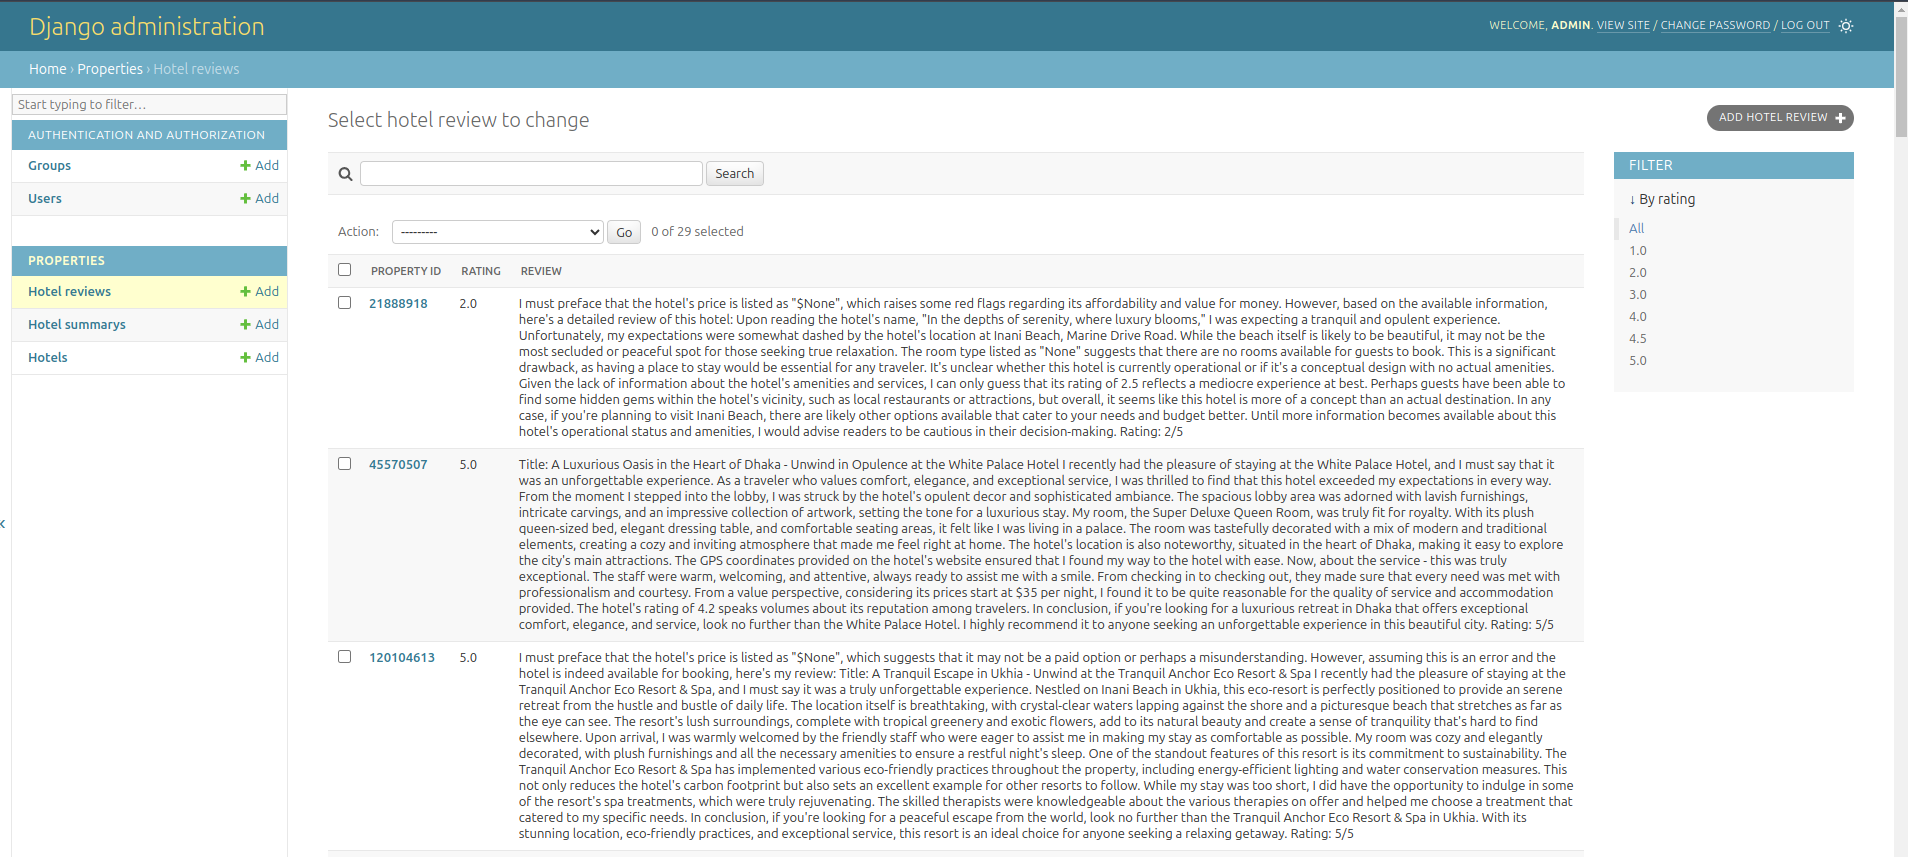 Django administration
WELCOME, ADMIN. VIEW SITE / CHANGE PASSWORD / LOG OUT
Home › Properties › Hotel reviews
Start typing to filter...
AUTHENTICATION AND AUTHORIZATION
Groups + Add
Users + Add
PROPERTIES
Hotel reviews + Add
Hotel summarys + Add
Hotels + Add
Select hotel review to change
ADD HOTEL REVIEW +
Search
Action: --------- Go 0 of 29 selected
PROPERTY ID RATING REVIEW
21888918 2.0 I must preface that the hotel's price is listed as "$None", which raises some red flags regarding its affordability and value for money. However, based on the available information,
here's a detailed review of this hotel: Upon reading the hotel's name, "In the depths of serenity, where luxury blooms," I was expecting a tranquil and opulent experience.
Unfortunately, my expectations were somewhat dashed by the hotel's location at Inani Beach, Marine Drive Road. While the beach itself is likely to be beautiful, it may not be the
most secluded or peaceful spot for those seeking true relaxation. The room type listed as "None" suggests that there are no rooms available for guests to book. This is a significant
drawback, as having a place to stay would be essential for any traveler. It's unclear whether this hotel is currently operational or if it's a conceptual design with no actual amenities.
Given the lack of information about the hotel's amenities and services, I can only guess that its rating of 2.5 reflects a mediocre experience at best. Perhaps guests have been able to
find some hidden gems within the hotel's vicinity, such as local restaurants or attractions, but overall, it seems like this hotel is more of a concept than an actual destination. In any
case, if you're planning to visit Inani Beach, there are likely other options available that cater to your needs and budget better. Until more information becomes available about this
hotel's operational status and amenities, I would advise readers to be cautious in their decision-making. Rating: 2/5
45570507 5.0 Title: A Luxurious Oasis in the Heart of Dhaka - Unwind in Opulence at the White Palace Hotel I recently had the pleasure of staying at the White Palace Hotel, and I must say that it
was an unforgettable experience. As a traveler who values comfort, elegance, and exceptional service, I was thrilled to find that this hotel exceeded my expectations in every way.
From the moment I stepped into the lobby, I was struck by the hotel's opulent decor and sophisticated ambiance. The spacious lobby area was adorned with lavish furnishings,
intricate carvings, and an impressive collection of artwork, setting the tone for a luxurious stay. My room, the Super Deluxe Queen Room, was truly fit for royalty. With its plush
queen-sized bed, elegant dressing table, and comfortable seating areas, it felt like I was living in a palace. The room was tastefully decorated with a mix of modern and traditional
elements, creating a cozy and inviting atmosphere that made me feel right at home. The hotel's location is also noteworthy, situated in the heart of Dhaka, making it easy to explore
the city's main attractions. The GPS coordinates provided on the hotel's website ensured that I found my way to the hotel with ease. Now, about the service - this was truly
exceptional. The staff were warm, welcoming, and attentive, always ready to assist me with a smile. From checking in to checking out, they made sure that every need was met with
professionalism and courtesy. From a value perspective, considering its prices start at $35 per night, I found it to be quite reasonable for the quality of service and accommodation
provided. The hotel's rating of 4.2 speaks volumes about its reputation among travelers. In conclusion, if you're looking for a luxurious retreat in Dhaka that offers exceptional
comfort, elegance, and service, look no further than the White Palace Hotel. I highly recommend it to anyone seeking an unforgettable experience in this beautiful city. Rating: 5/5
120104613 5.0 I must preface that the hotel's price is listed as "$None", which suggests that it may not be a paid option or perhaps a misunderstanding. However, assuming this is an error and the
hotel is indeed available for booking, here's my review: Title: A Tranquil Escape in Ukhia - Unwind at the Tranquil Anchor Eco Resort & Spa I recently had the pleasure of staying at the
Tranquil Anchor Eco Resort & Spa, and I must say it was a truly unforgettable experience. Nestled on Inani Beach in Ukhia, this eco-resort is perfectly positioned to provide an serene
retreat from the hustle and bustle of daily life. The location itself is breathtaking, with crystal-clear waters lapping against the shore and a picturesque beach that stretches as far as
the eye can see. The resort's lush surroundings, complete with tropical greenery and exotic flowers, add to its natural beauty and create a sense of tranquility that's hard to find
elsewhere. Upon arrival, I was warmly welcomed by the friendly staff who were eager to assist me in making my stay as comfortable as possible. My room was cozy and elegantly
decorated, with plush furnishings and all the necessary amenities to ensure a restful night's sleep. One of the standout features of this resort is its commitment to sustainability. The
Tranquil Anchor Eco Resort & Spa has implemented various eco-friendly practices throughout the property, including energy-efficient lighting and water conservation measures. This
not only reduces the hotel's carbon footprint but also sets an excellent example for other resorts to follow. While my stay was too short, I did have the opportunity to indulge in some
of the resort's spa treatments, which were truly rejuvenating. The skilled therapists were knowledgeable about the various therapies on offer and helped me choose a treatment that
catered to my specific needs. In conclusion, if you're looking for a peaceful escape from the world, look no further than the Tranquil Anchor Eco Resort & Spa in Ukhia. With its
stunning location, eco-friendly practices, and exceptional service, this resort is an ideal choice for anyone seeking a relaxing getaway. Rating: 5/5
FILTER
↓ By rating
All
1.0
2.0
3.0
4.0
4.5
5.0